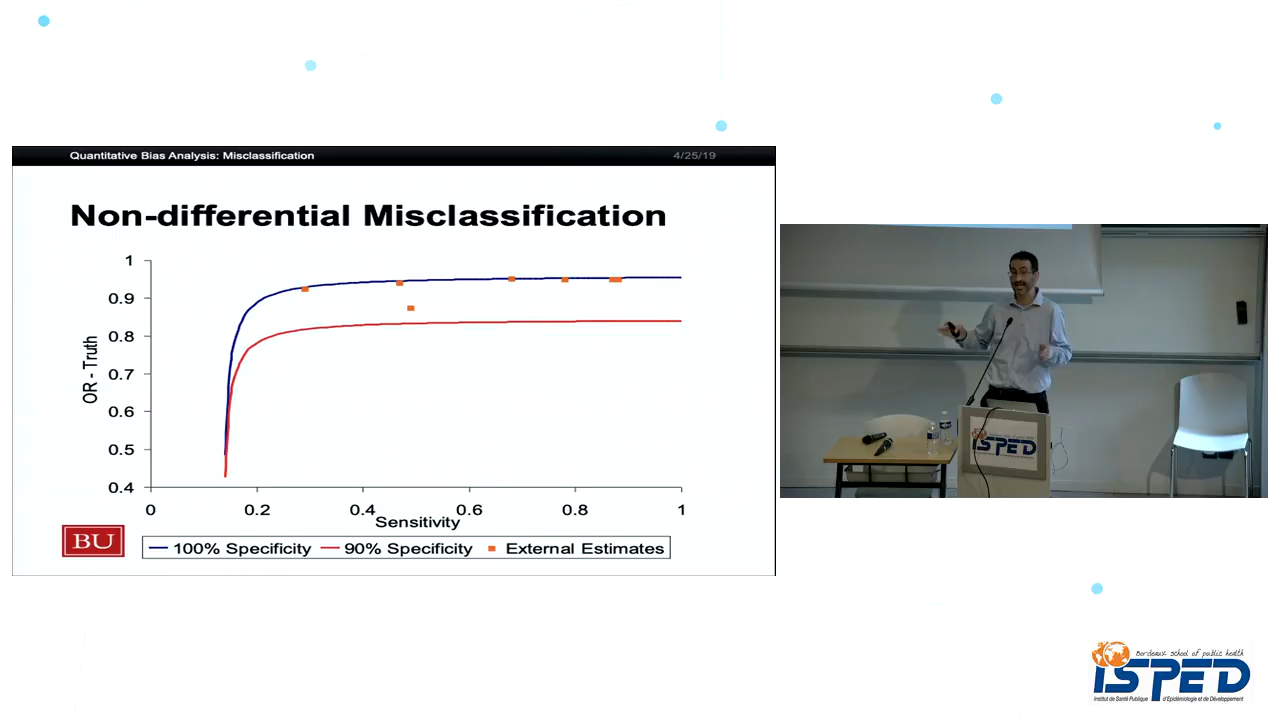 Quantitative Bias Analysis: Misclassification 4/25/19
Non-differential Misclassification
OR - Truth
1
0.9
0.8
0.7
0.6
0.5
0.4
0 0.2 0.4 0.6 0.8 1
Sensitivity
100% Specificity 90% Specificity External Estimates
BU
ISPED
Bordeaux school of public health
ISPED
Institut de Santé Publique d'Epidémiologie et de Développement